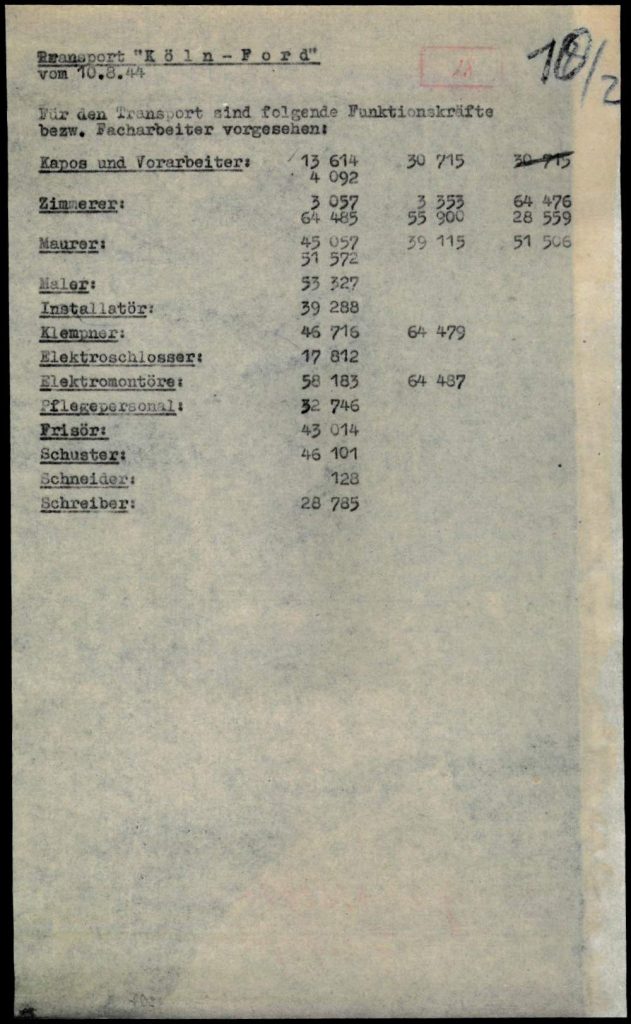 Transport "K ö l n - F o r d"
vom 10.8.44
18/2
Für den Transport sind folgende Funktionskräfte
bezw. Facharbeiter vorgesehen:
Kapos und Vorarbeiter: 13 614 30 715 30 715
4 092
Zimmerer: 3 057 3 353 64 476
64 485 55 900 28 559
Maurer: 45 057 39 115 51 506
51 572
Maler: 53 327
Installatör: 39 288
Klempner: 46 716 64 479
Elektroschlosser: 17 812
Elektromontöre: 58 183 64 487
Pflegepersonal: 32 746
Frisör: 43 014
Schuster: 46 101
Schneider: 128
Schreiber: 28 785